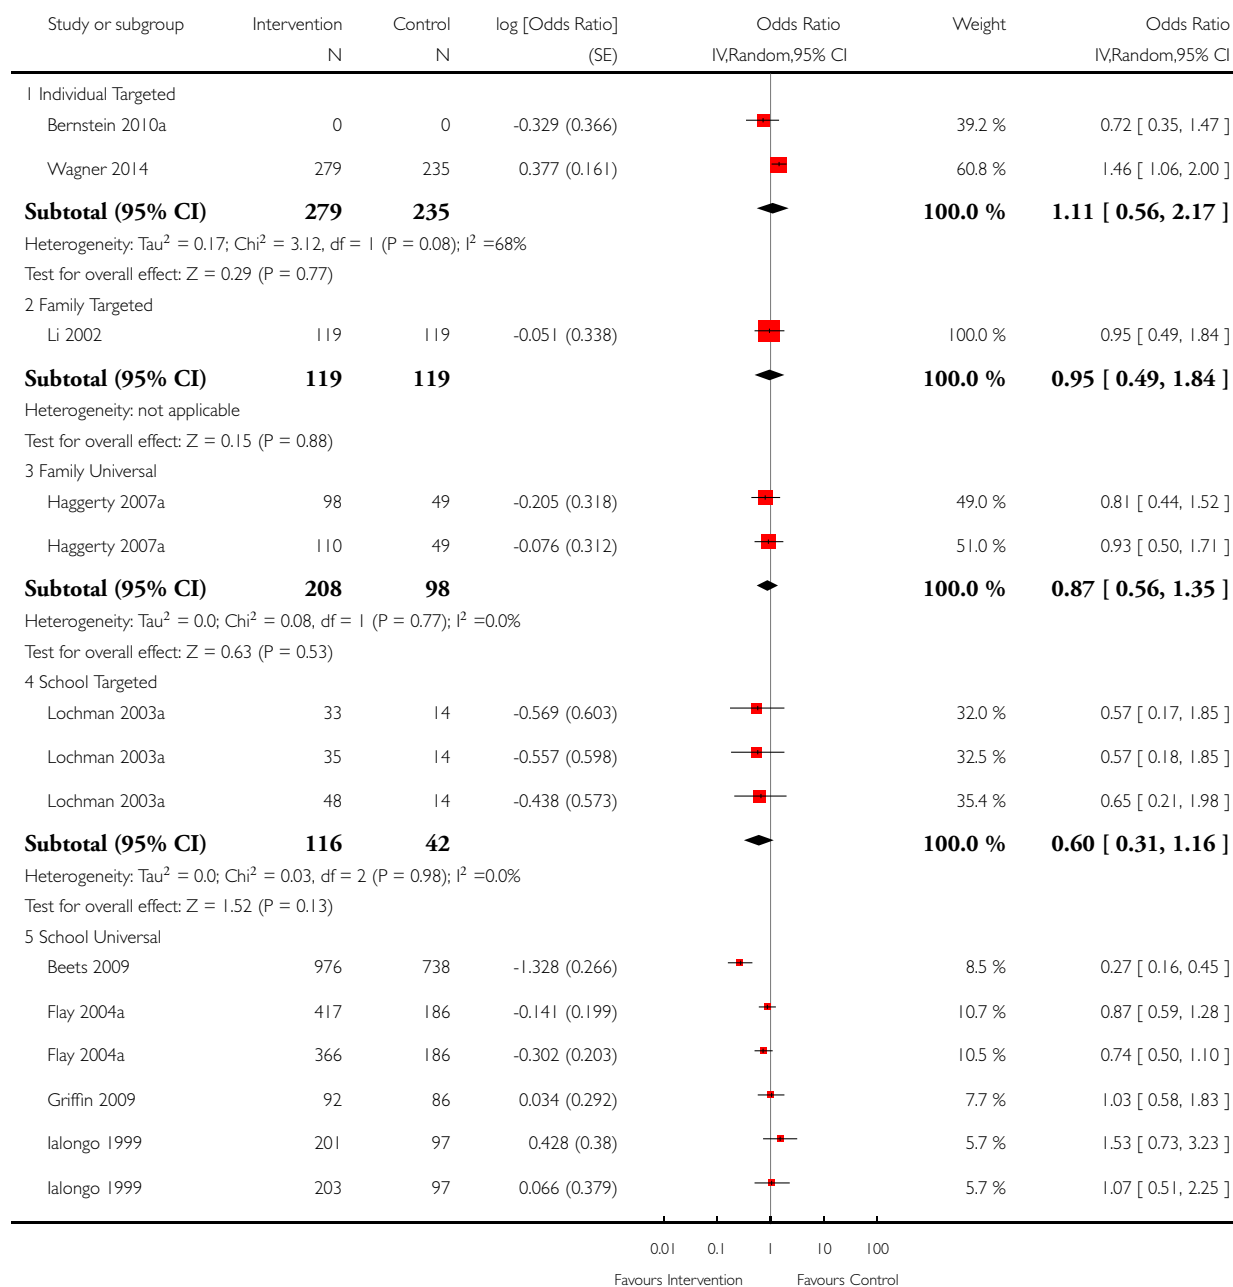 Study or subgroup Intervention Control log [Odds Ratio] Odds Ratio Weight Odds Ratio
N N (SE) IV,Random,95% CI IV,Random,95% CI
1 Individual Targeted
Bernstein 2010a 0 0 -0.329 (0.366) 39.2 % 0.72 [ 0.35, 1.47 ]
Wagner 2014 279 235 0.377 (0.161) 60.8 % 1.46 [ 1.06, 2.00 ]
Subtotal (95% CI) 279 235 100.0 % 1.11 [ 0.56, 2.17 ]
Heterogeneity: Tau² = 0.17; Chi² = 3.12, df = 1 (P = 0.08); I² =68%
Test for overall effect: Z = 0.29 (P = 0.77)
2 Family Targeted
Li 2002 119 119 -0.051 (0.338) 100.0 % 0.95 [ 0.49, 1.84 ]
Subtotal (95% CI) 119 119 100.0 % 0.95 [ 0.49, 1.84 ]
Heterogeneity: not applicable
Test for overall effect: Z = 0.15 (P = 0.88)
3 Family Universal
Haggerty 2007a 98 49 -0.205 (0.318) 49.0 % 0.81 [ 0.44, 1.52 ]
Haggerty 2007a 110 49 -0.076 (0.312) 51.0 % 0.93 [ 0.50, 1.71 ]
Subtotal (95% CI) 208 98 100.0 % 0.87 [ 0.56, 1.35 ]
Heterogeneity: Tau² = 0.0; Chi² = 0.08, df = 1 (P = 0.77); I² =0.0%
Test for overall effect: Z = 0.63 (P = 0.53)
4 School Targeted
Lochman 2003a 33 14 -0.569 (0.603) 32.0 % 0.57 [ 0.17, 1.85 ]
Lochman 2003a 35 14 -0.557 (0.598) 32.5 % 0.57 [ 0.18, 1.85 ]
Lochman 2003a 48 14 -0.438 (0.573) 35.4 % 0.65 [ 0.21, 1.98 ]
Subtotal (95% CI) 116 42 100.0 % 0.60 [ 0.31, 1.16 ]
Heterogeneity: Tau² = 0.0; Chi² = 0.03, df = 2 (P = 0.98); I² =0.0%
Test for overall effect: Z = 1.52 (P = 0.13)
5 School Universal
Beets 2009 976 738 -1.328 (0.266) 8.5 % 0.27 [ 0.16, 0.45 ]
Flay 2004a 417 186 -0.141 (0.199) 10.7 % 0.87 [ 0.59, 1.28 ]
Flay 2004a 366 186 -0.302 (0.203) 10.5 % 0.74 [ 0.50, 1.10 ]
Griffin 2009 92 86 0.034 (0.292) 7.7 % 1.03 [ 0.58, 1.83 ]
Ialongo 1999 201 97 0.428 (0.38) 5.7 % 1.53 [ 0.73, 3.23 ]
Ialongo 1999 203 97 0.066 (0.379) 5.7 % 1.07 [ 0.51, 2.25 ]
0.01 0.1 1 10 100
Favours Intervention Favours Control